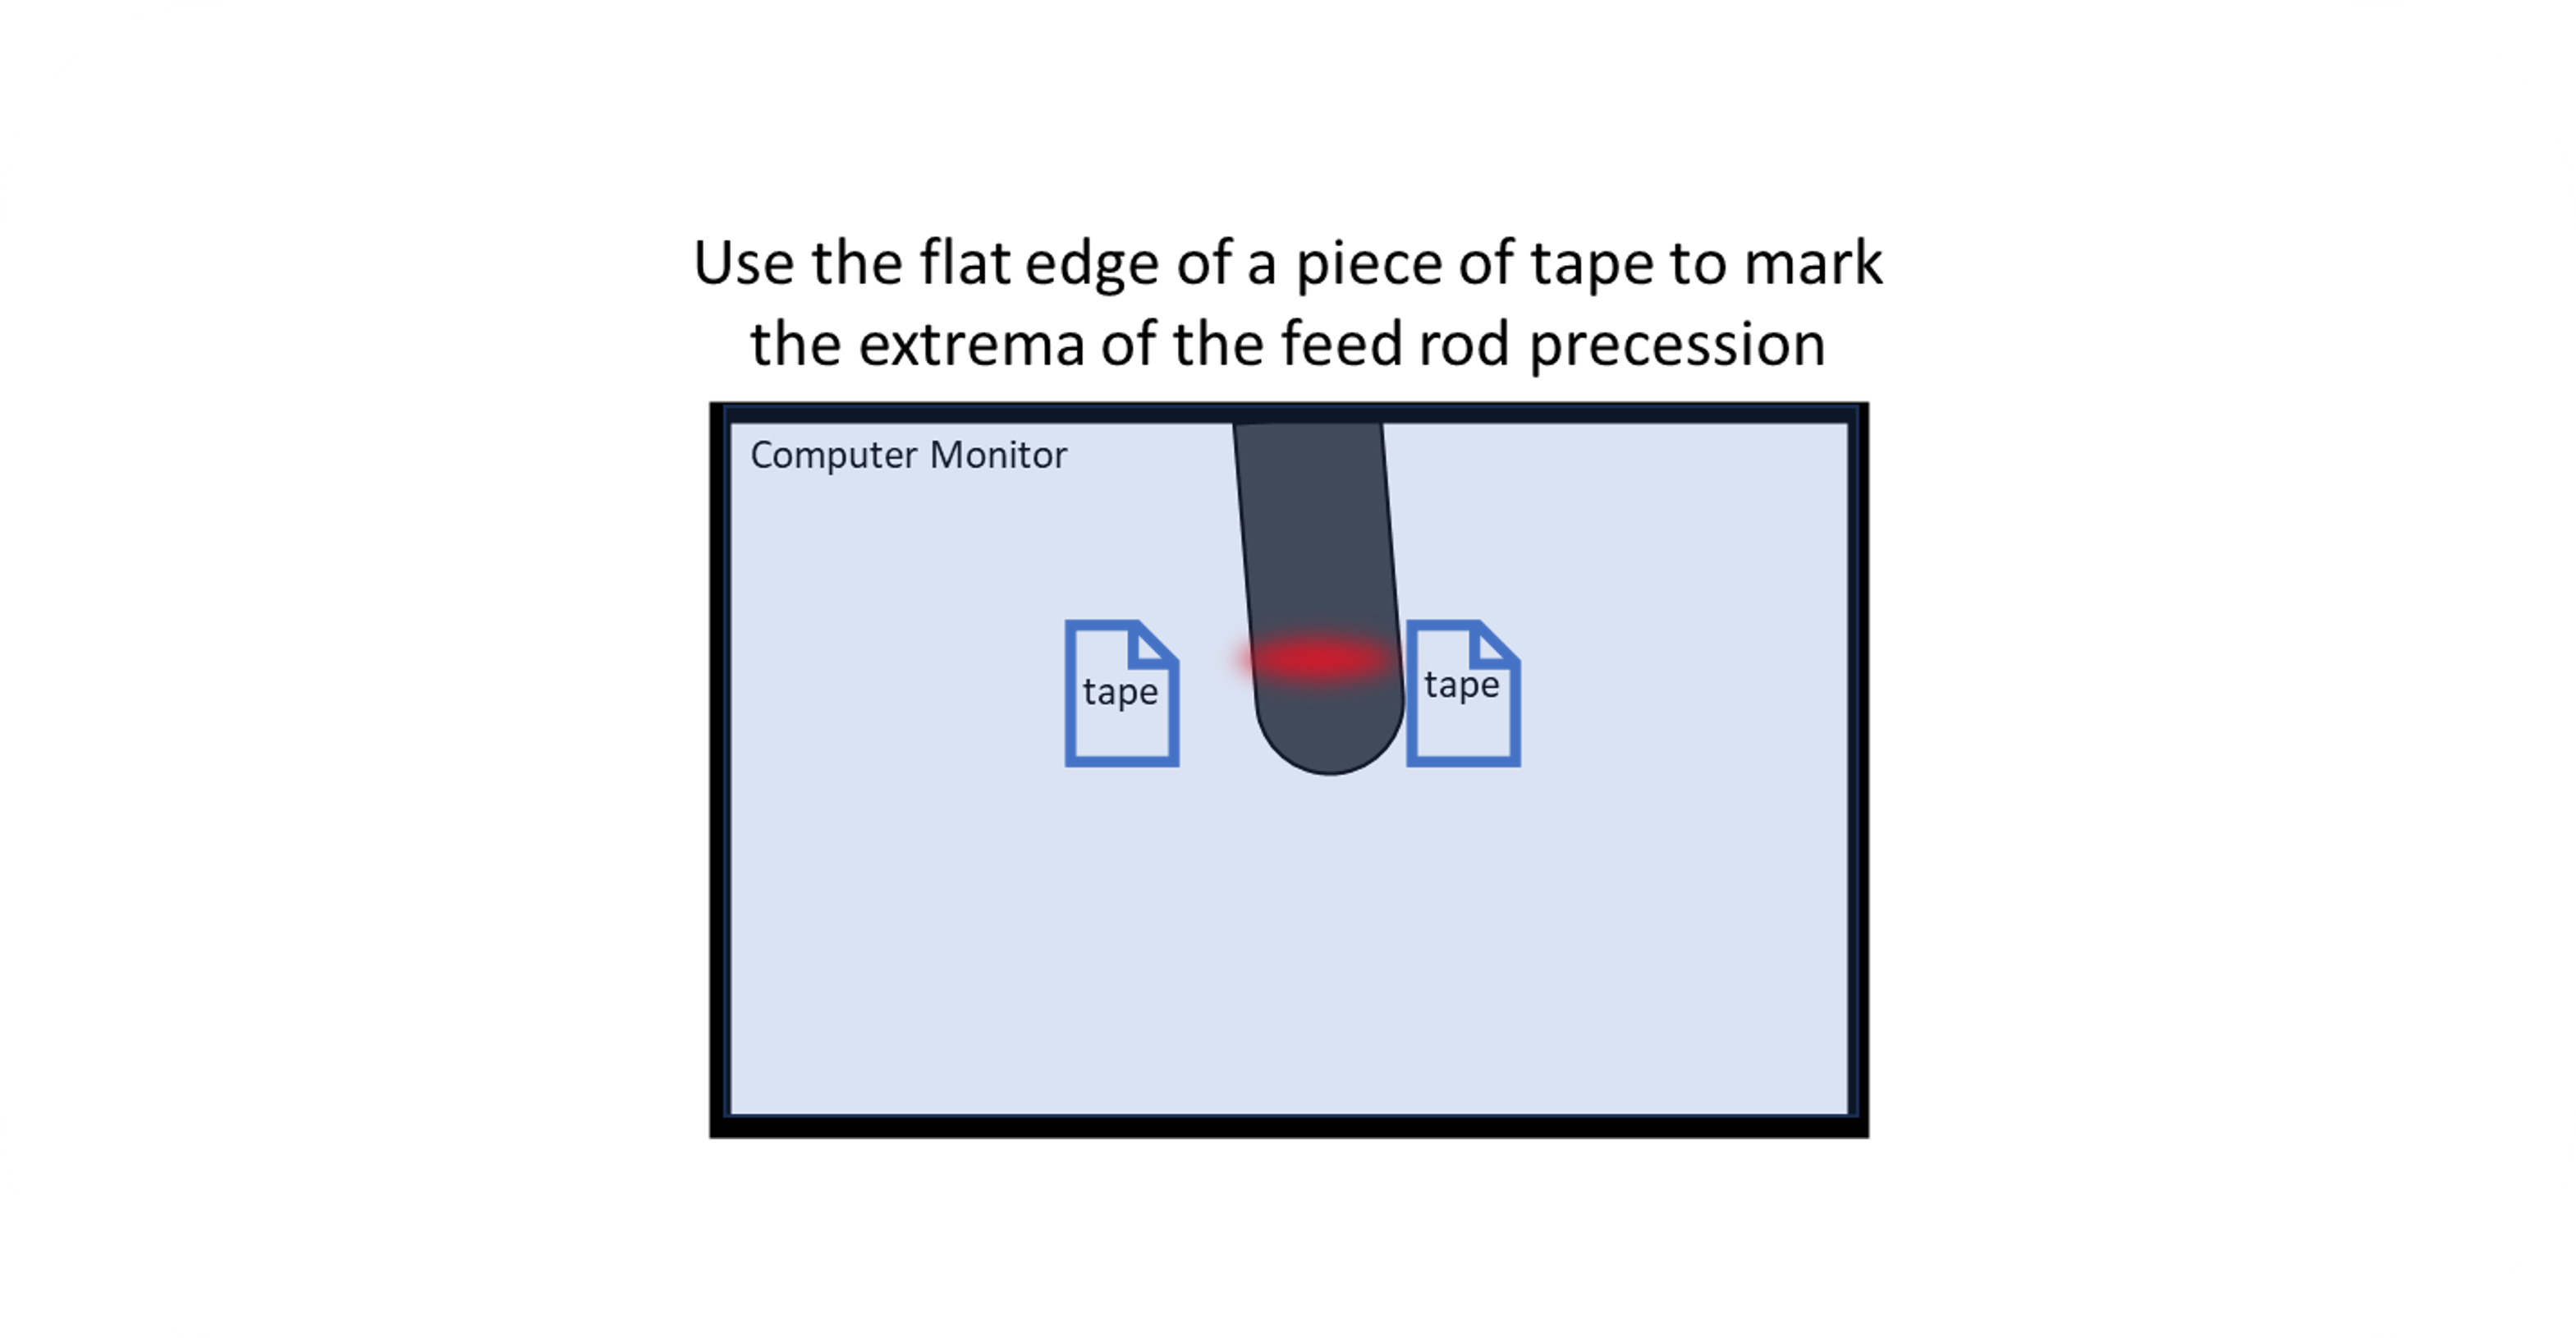 Use the flat edge of a piece of tape to mark
the extrema of the feed rod precession
Computer Monitor
tape
tape